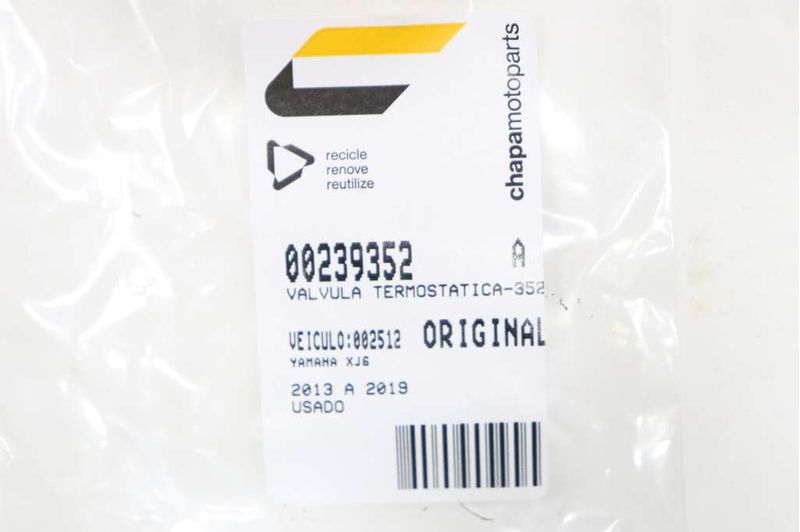 chapamotoparts
recicle
renove
reutilize
00239352 A
VALVULA TERMOSTATICA-352
VEICULO:002512 ORIGINAL
YAMAHA XJ6
2013 A 2019
USADO